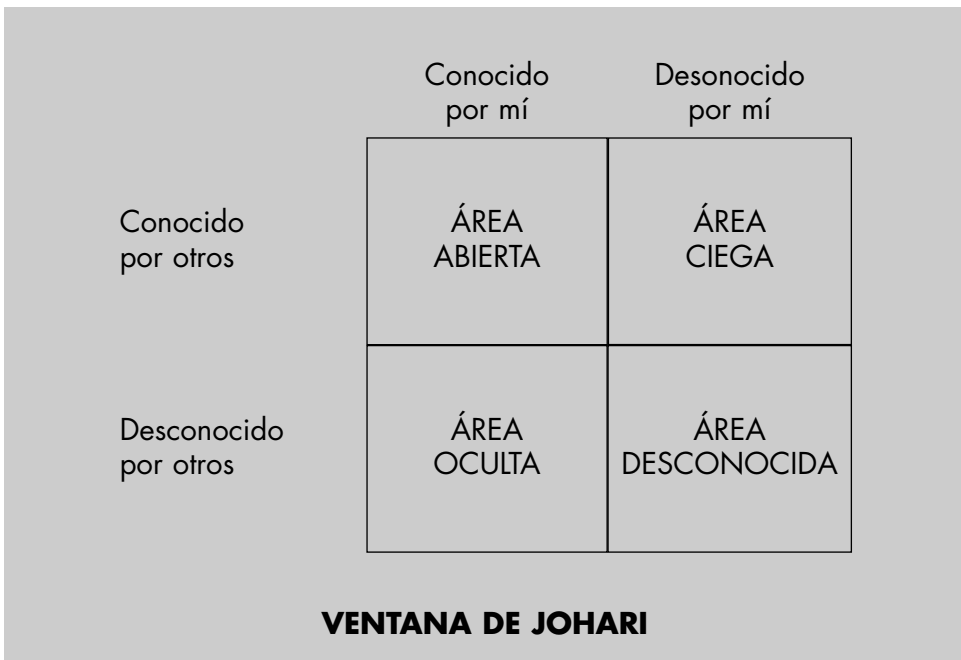 Conocido
por mí
Desonocido
por mí
Conocido
por otros
ÁREA
ABIERTA
ÁREA
CIEGA
Desconocido
por otros
ÁREA
OCULTA
ÁREA
DESCONOCIDA
VENTANA DE JOHARI